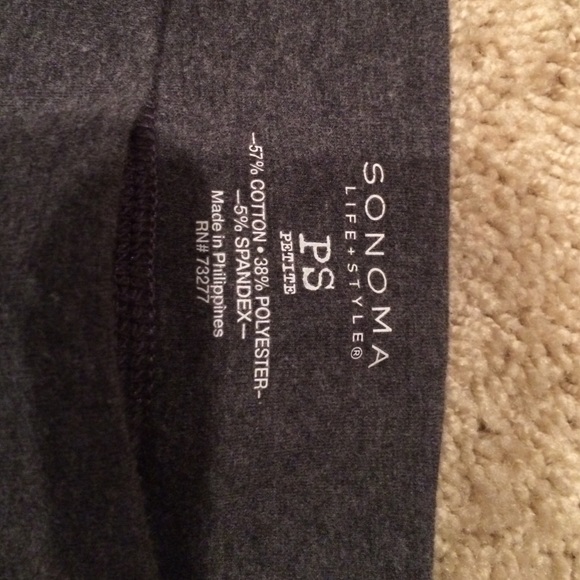 SONOMA
LIFE+STYLE®
PS
PETITE
—57% COTTON • 38% POLYESTER—
—5% SPANDEX—
Made in Philippines
RN# 73277